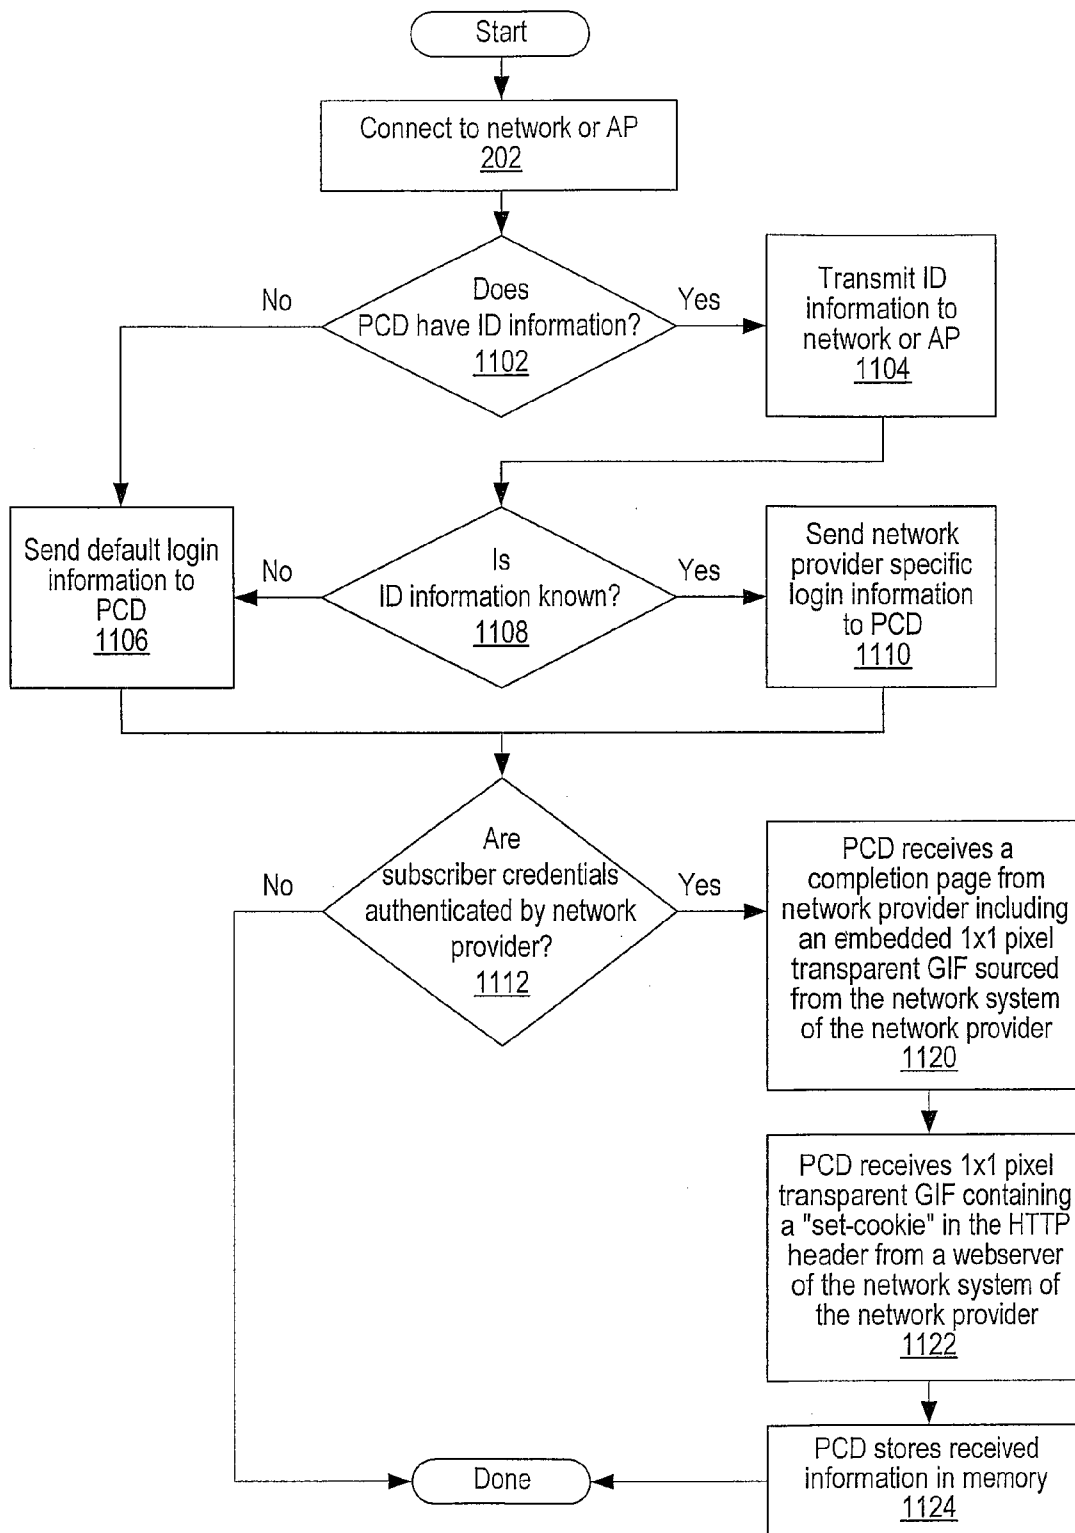 Start
Connect to network or AP
202
Does
PCD have ID information?
1102
No
Yes
Transmit ID
information to
network or AP
1104
Send default login
information to
PCD
1106
No
Is
ID information known?
1108
Yes
Send network
provider specific
login information
to PCD
1110
Are
subscriber credentials
authenticated by network
provider?
1112
No
Yes
PCD receives a
completion page from
network provider including
an embedded 1x1 pixel
transparent GIF sourced
from the network system
of the network provider
1120
PCD receives 1x1 pixel
transparent GIF containing
a "set-cookie" in the HTTP
header from a webserver
of the network system of
the network provider
1122
PCD stores received
information in memory
1124
Done